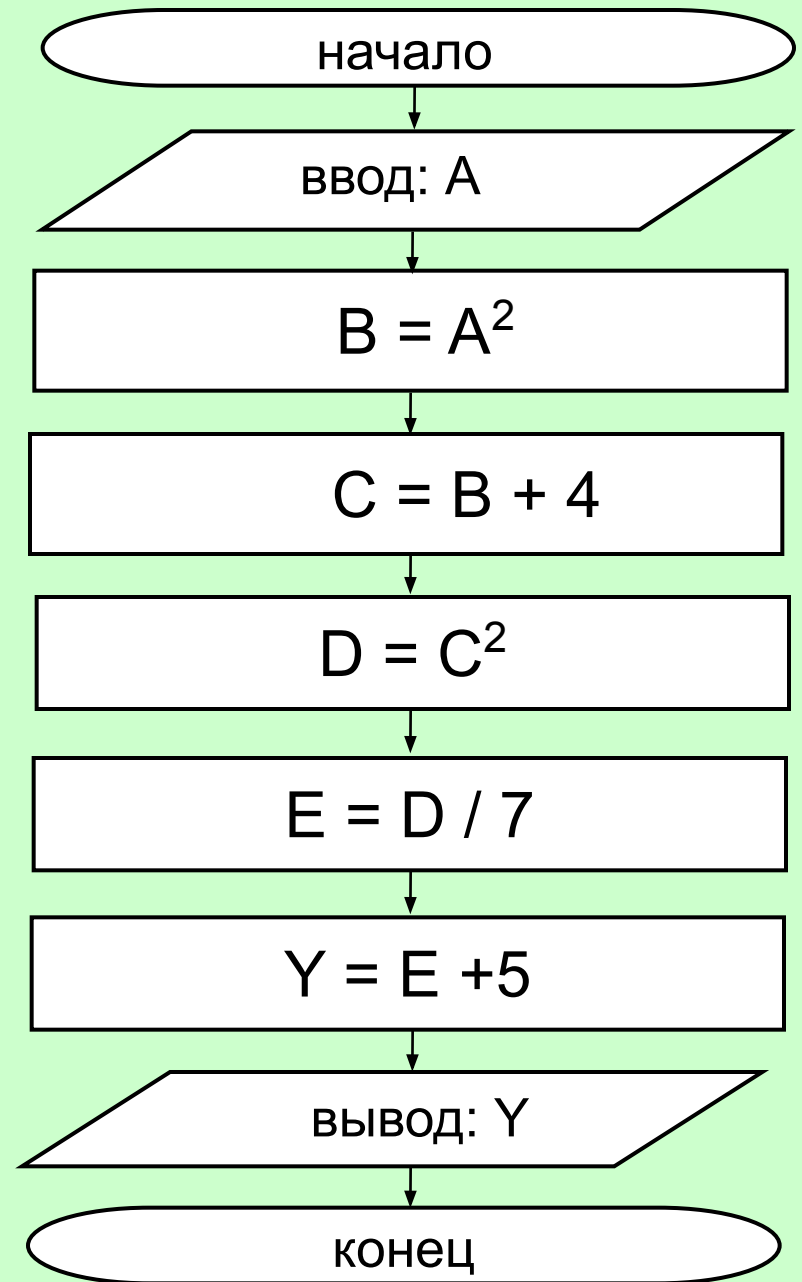 начало
ввод: A
B = A²
C = B + 4
D = C²
E = D / 7
Y = E +5
вывод: Y
конец